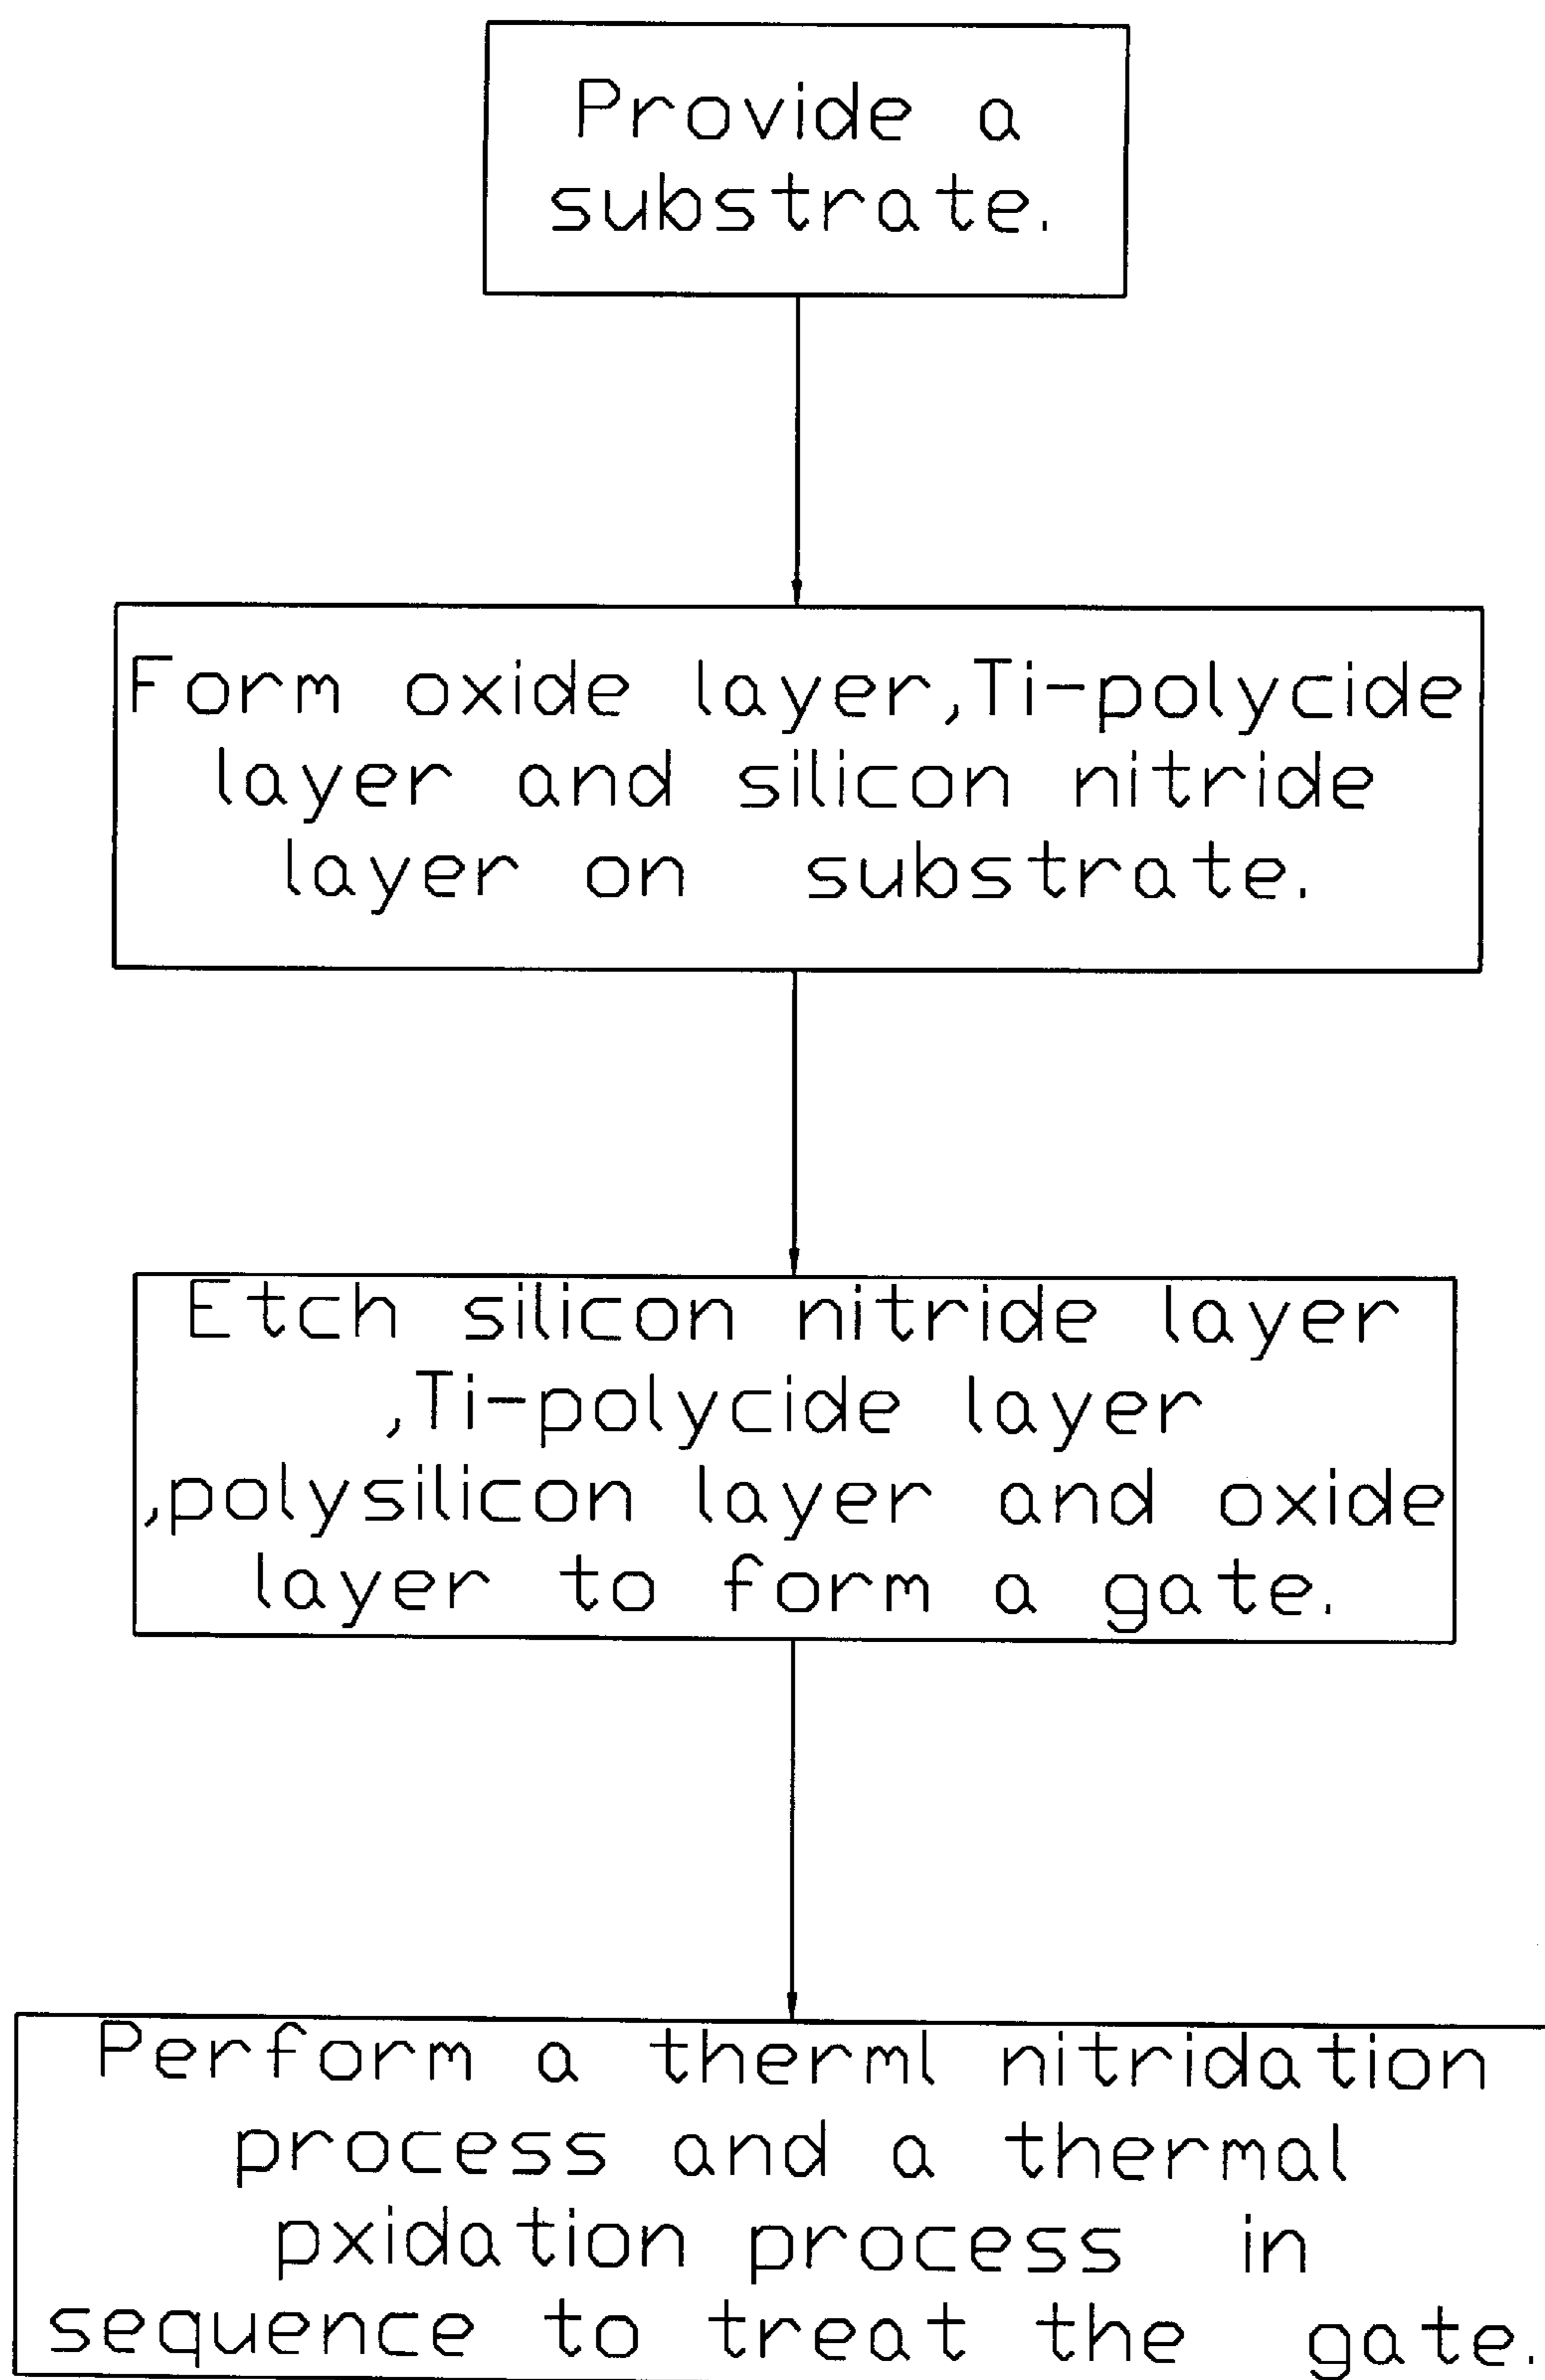 Provide a
substrate.
Form oxide layer,Ti-polycide
layer and silicon nitride
layer on substrate.
Etch silicon nitride layer
,Ti-polycide layer
,polysilicon layer and oxide
layer to form a gate.
Perform a therml nitridation
process and a thermal
pxidation process in
sequence to treat the gate.